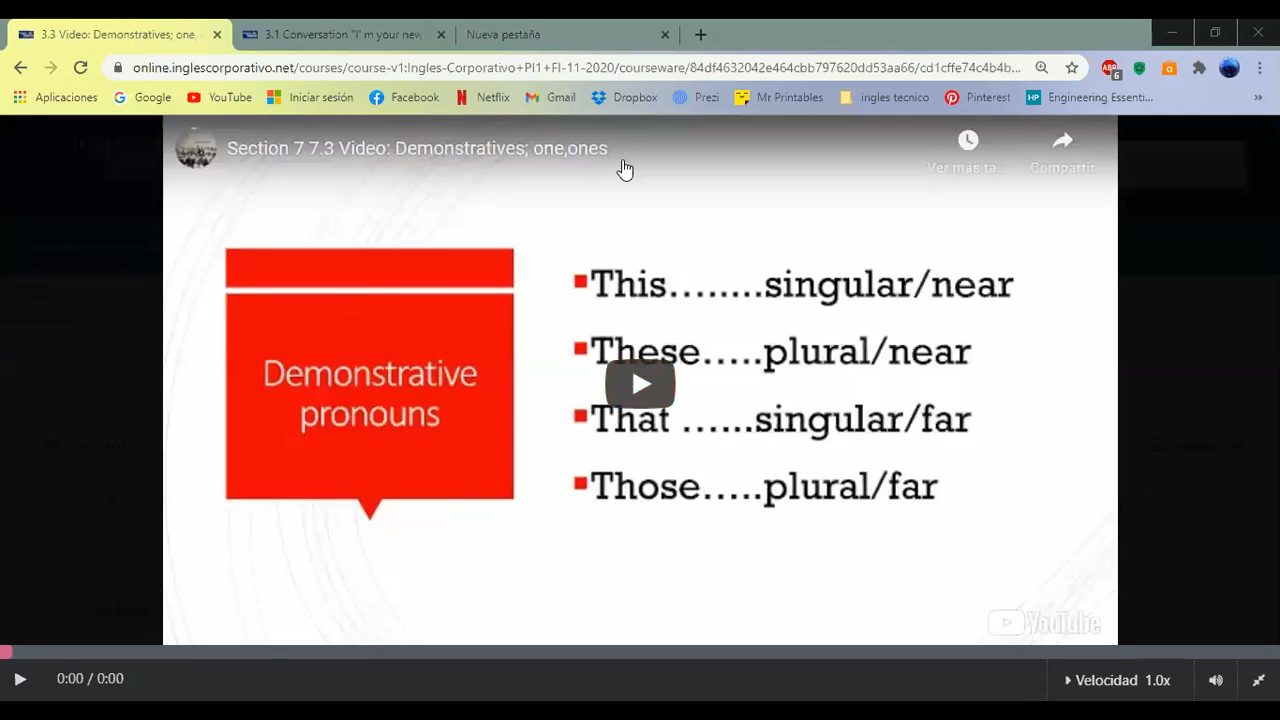 3.3 Video: Demonstratives; one,
3.1 Conversation "I' m your new
Nueva pestaña
online.inglescorporativo.net/courses/course-v1:Ingles-Corporativo+PI1+FI-11-2020/courseware/84df4632042e464cbb797620dd53aa66/cd1cffe74c4b4b...
6
Aplicaciones Google YouTube Iniciar sesión Facebook Netflix Gmail Dropbox Prezi Mr Printables ingles tecnico Pinterest HP Engineering Essenti... »
Section 7 7.3 Video: Demonstratives; one,ones
Ver más ta... Compartir
Demonstrative
pronouns
This........singular/near
These.....plural/near
That ......singular/far
Those.....plural/far
YouTube
0:00 / 0:00
Velocidad 1.0x